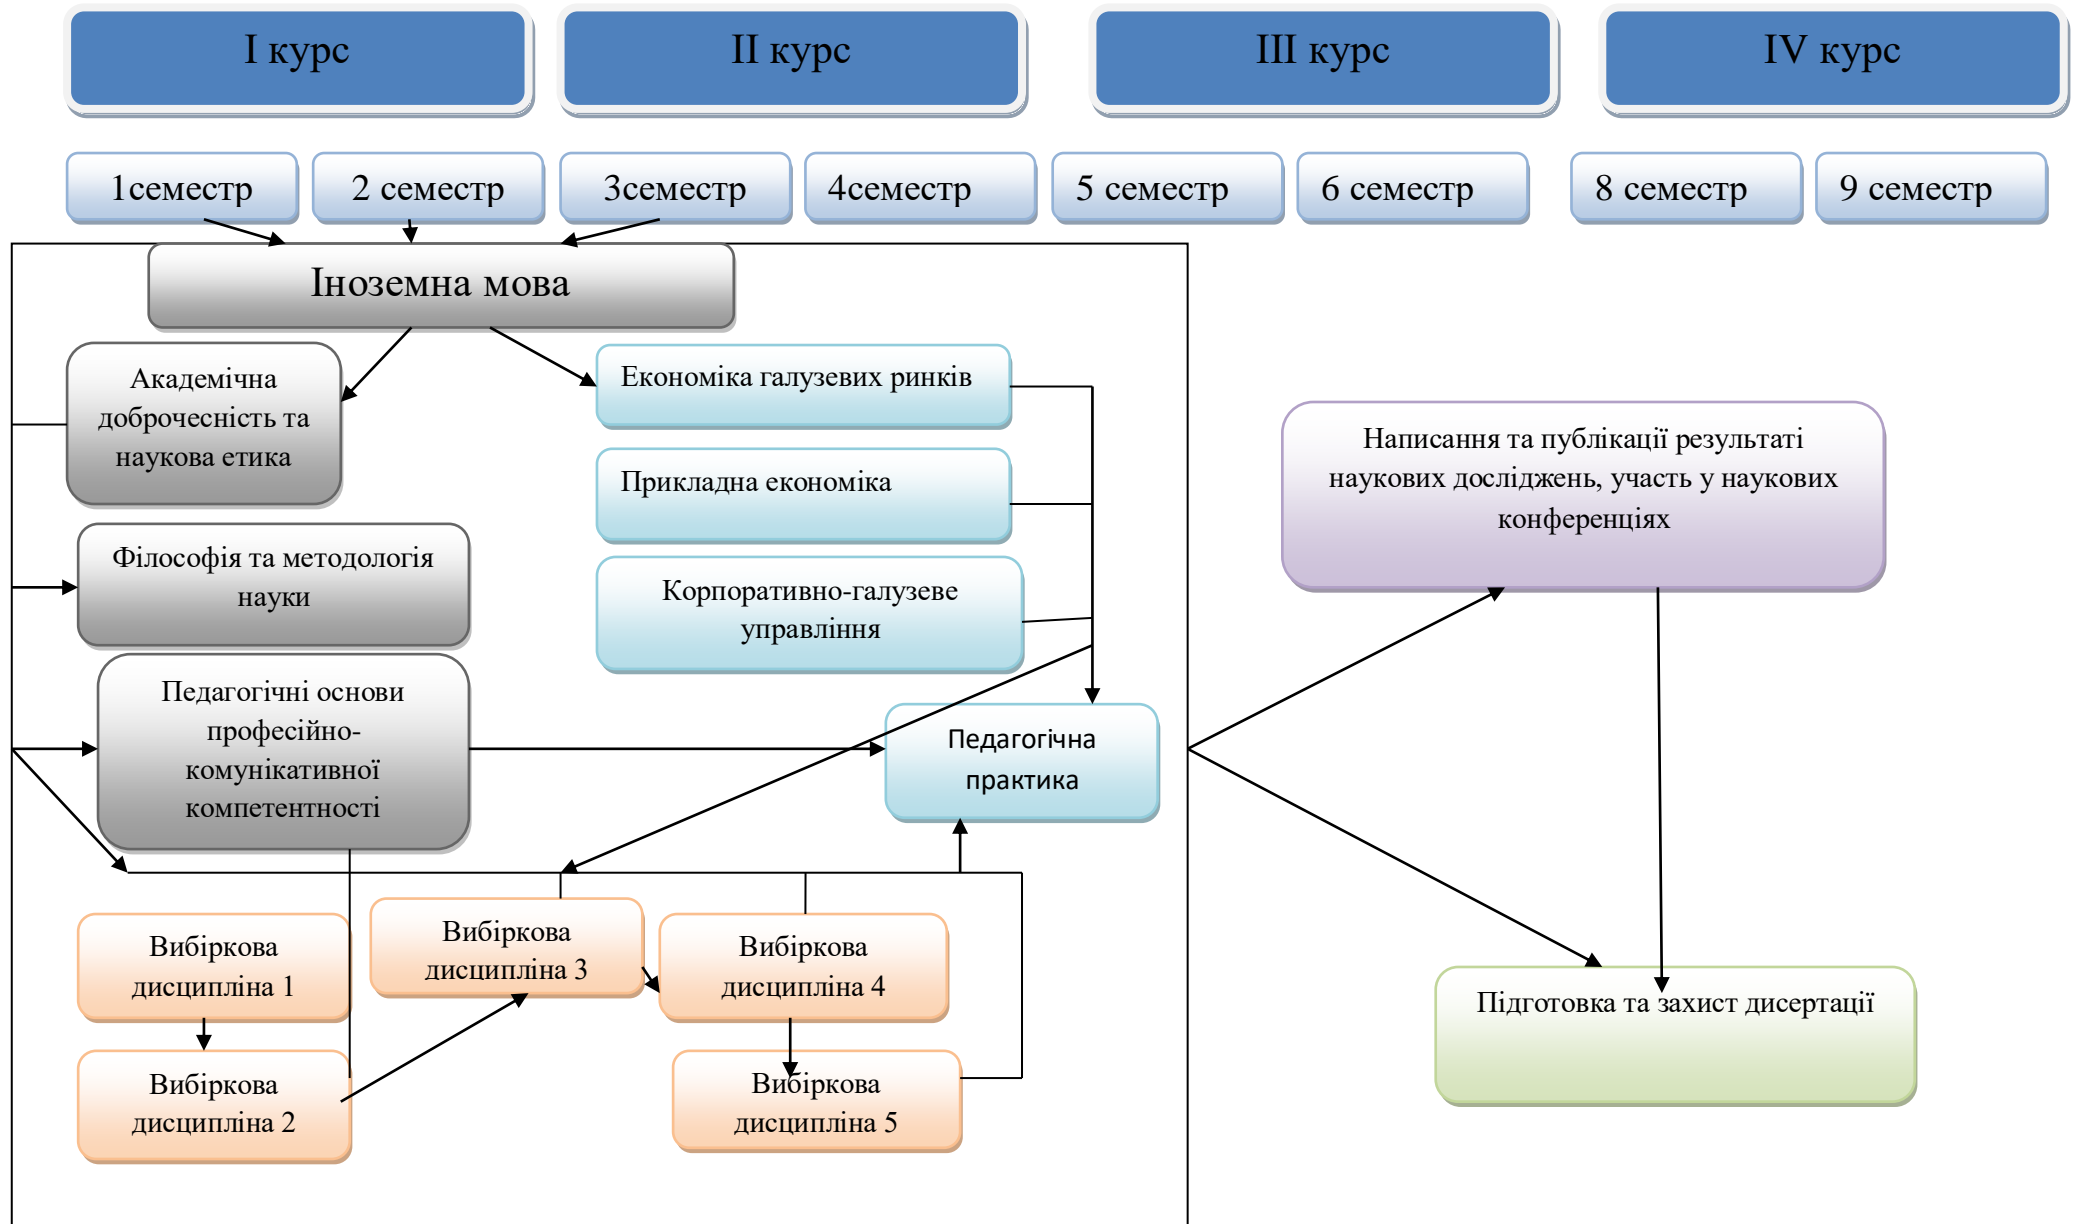 I курс
II курс
III курс
IV курс
1семестр
2 семестр
3семестр
4семестр
5 семестр
6 семестр
8 семестр
9 семестр
Іноземна мова
Академічна
доброчесність та
наукова етика
Економіка галузевих ринків
Прикладна економіка
Корпоративно-галузеве
управління
Філософія та методологія
науки
Педагогічні основи
професійно-
комунікативної
компетентності
Педагогічна
практика
Написання та публікації результаті
наукових досліджень, участь у наукових
конференціях
Вибіркова
дисципліна 1
Вибіркова
дисципліна 2
Вибіркова
дисципліна 3
Вибіркова
дисципліна 4
Вибіркова
дисципліна 5
Підготовка та захист дисертації